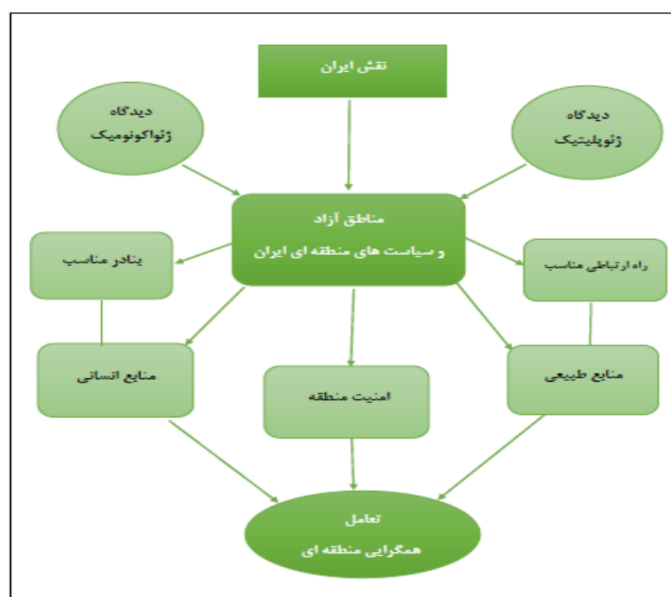 نقش ایران
دیدگاه
ژئوپلیتیک
دیدگاه
ژئواکونومیک
مناطق آزاد
و سیاست های منطقه ای ایران
راه ارتباطی مناسب
بنادر مناسب
منابع طبیعی
امنیت منطقه
منابع انسانی
تعامل
همگرایی منطقه ای